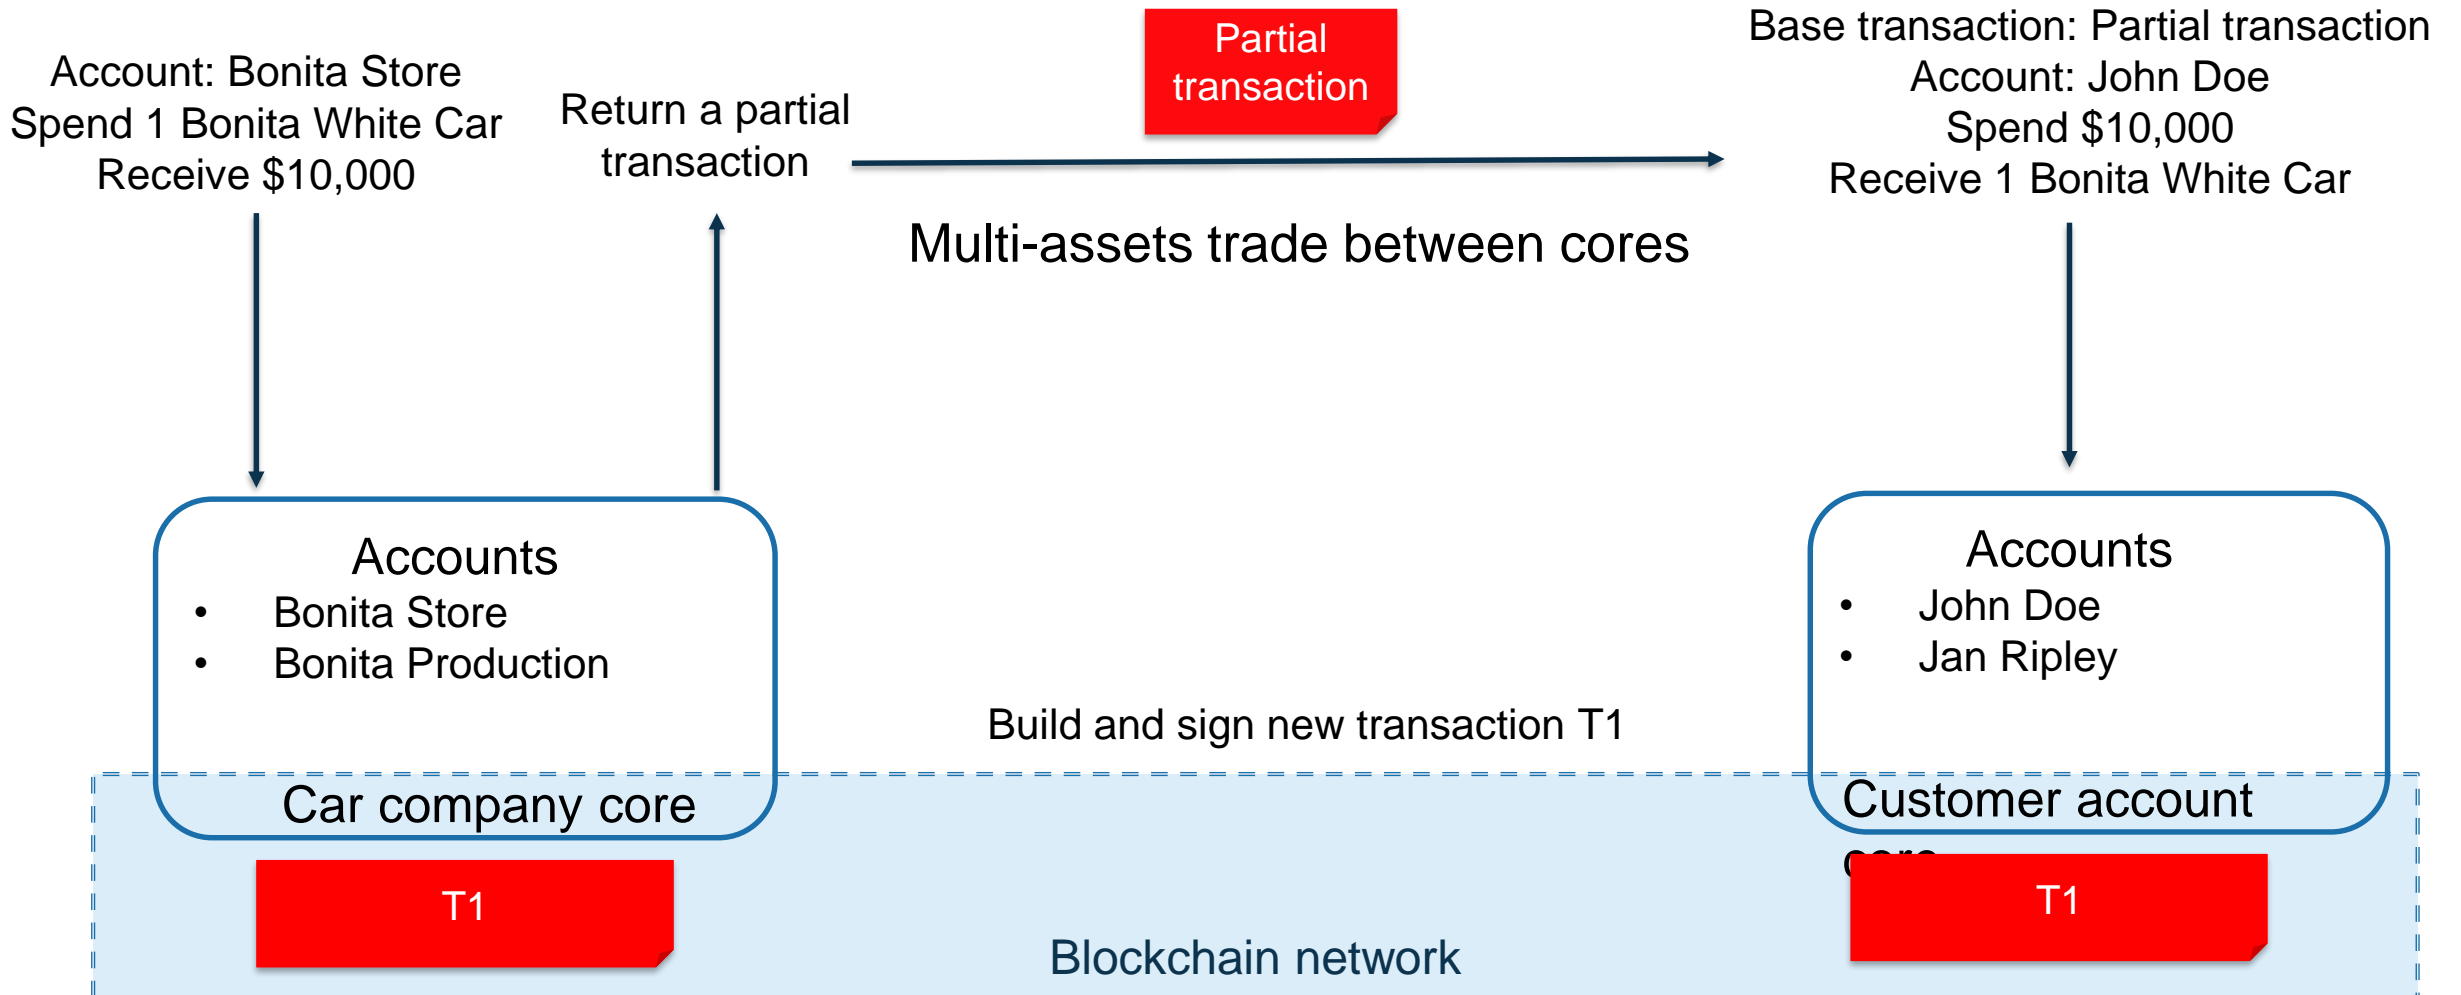 Account: Bonita Store
Spend 1 Bonita White Car
Receive $10,000
Return a partial
transaction
Partial
transaction
Base transaction: Partial transaction
Account: John Doe
Spend $10,000
Receive 1 Bonita White Car
Multi-assets trade between cores
Accounts
• Bonita Store
• Bonita Production
Car company core
Accounts
• John Doe
• Jan Ripley
Customer account
Build and sign new transaction T1
T1
T1
Blockchain network